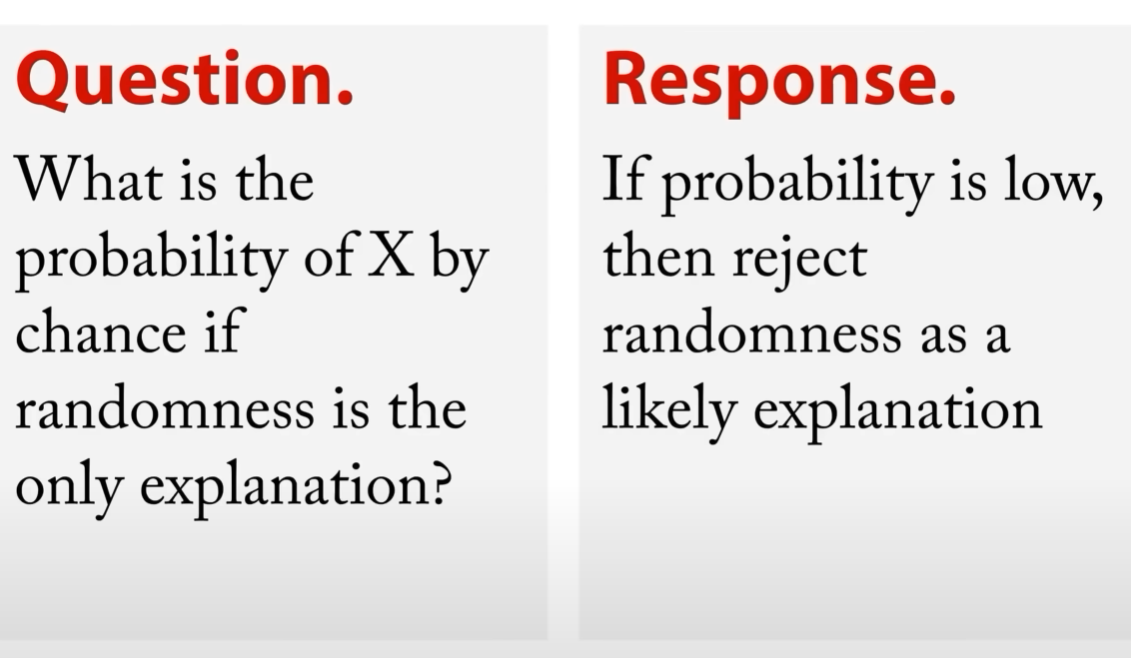 Question.
What is the
probability of X by
chance if
randomness is the
only explanation?
Response.
If probability is low,
then reject
randomness as a
likely explanation